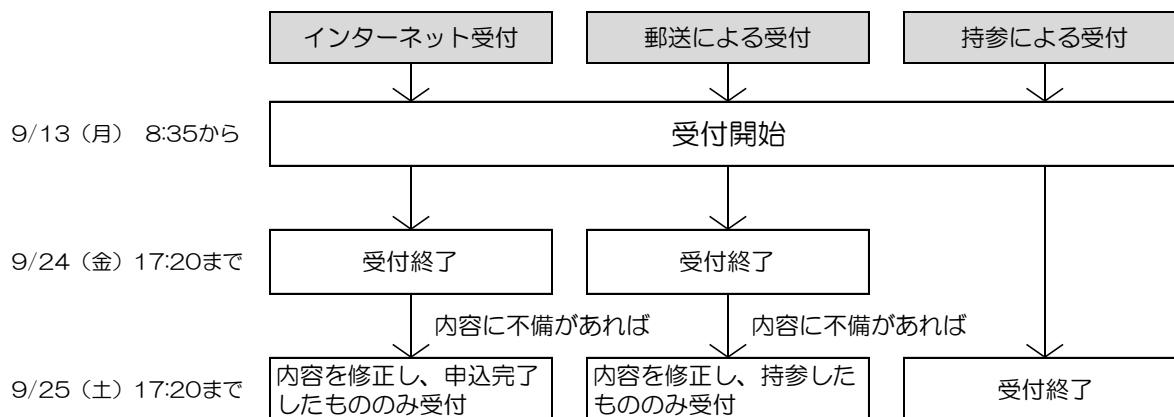 インターネット受付
郵送による受付
持参による受付
9/13（月） 8:35から
受付開始
9/24（金）17:20まで
受付終了
受付終了
内容に不備があれば
内容に不備があれば
9/25（土）17:20まで
内容を修正し、申込完了
したもののみ受付
内容を修正し、持参した
もののみ受付
受付終了